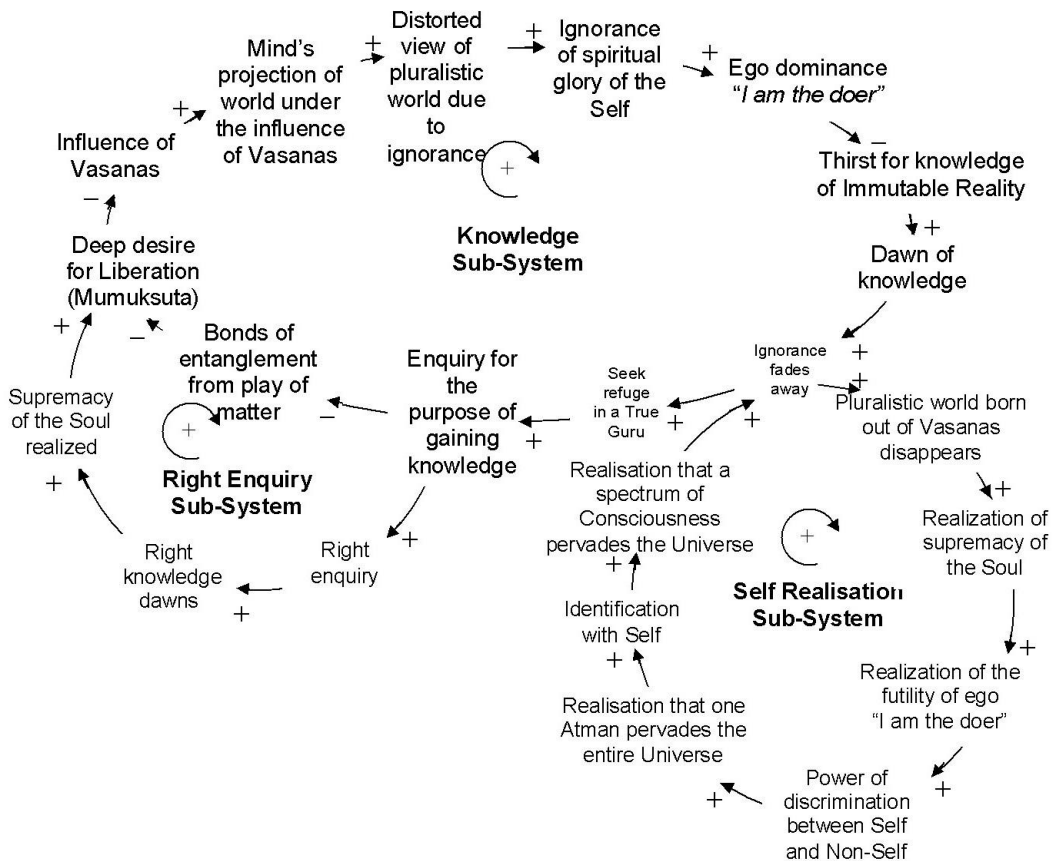 Mind's
projection of
world under
the influence
of Vasanas
+
Distorted
view of
pluralistic
world due
to
ignorance
+
Ignorance
of spiritual
glory of the
Self
+
Ego dominance
"I am the doer"
−
Thirst for knowledge
of Immutable Reality
+
Dawn of
knowledge
+
Ignorance
fades
away
+
Pluralistic world born
out of Vasanas
disappears
+
Realization of
supremacy of
the Soul
+
Realization of the
futility of ego
"I am the doer"
+
Power of
discrimination
between Self
and Non-Self
+
Realisation that one
Atman pervades the
entire Universe
+
Identification
with Self
+
Realisation that a
spectrum of
Consciousness
pervades the Universe
+
+
Self Realisation
Sub-System
+
Seek
refuge
in a True
Guru
+
Enquiry for
the
purpose of
gaining
knowledge
−
Bonds of
entanglement
from play of
matter
−
+
Right
enquiry
+
Right
knowledge
dawns
+
Supremacy
of the Soul
realized
+
Deep desire
for Liberation
(Mumuksuta)
−
Influence of
Vasanas
+
+
Knowledge
Sub-System
+
Right Enquiry
Sub-System